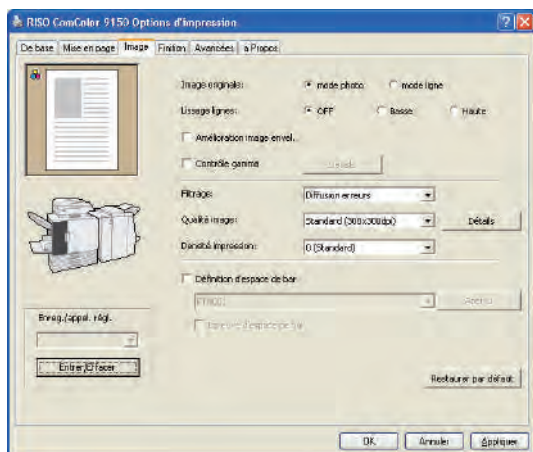 RISO ComColor 9150 Options d'impression
De base Mise en page Image Finition Avancées à Propos
Image originale: mode photo mode ligne
Lissage lignes: OFF Basse Haute
Amélioration image envel.
Contrôle gamma
Filtrage: Diffusion erreurs
Qualité image: Standard (300x300dpi) Détails
Densité impression: 0 (Standard)
Définition d'espace de bar
Enreg./appel. régl.
Entrer/Effacer
Restaurer par défaut
OK Annuler Appliquer